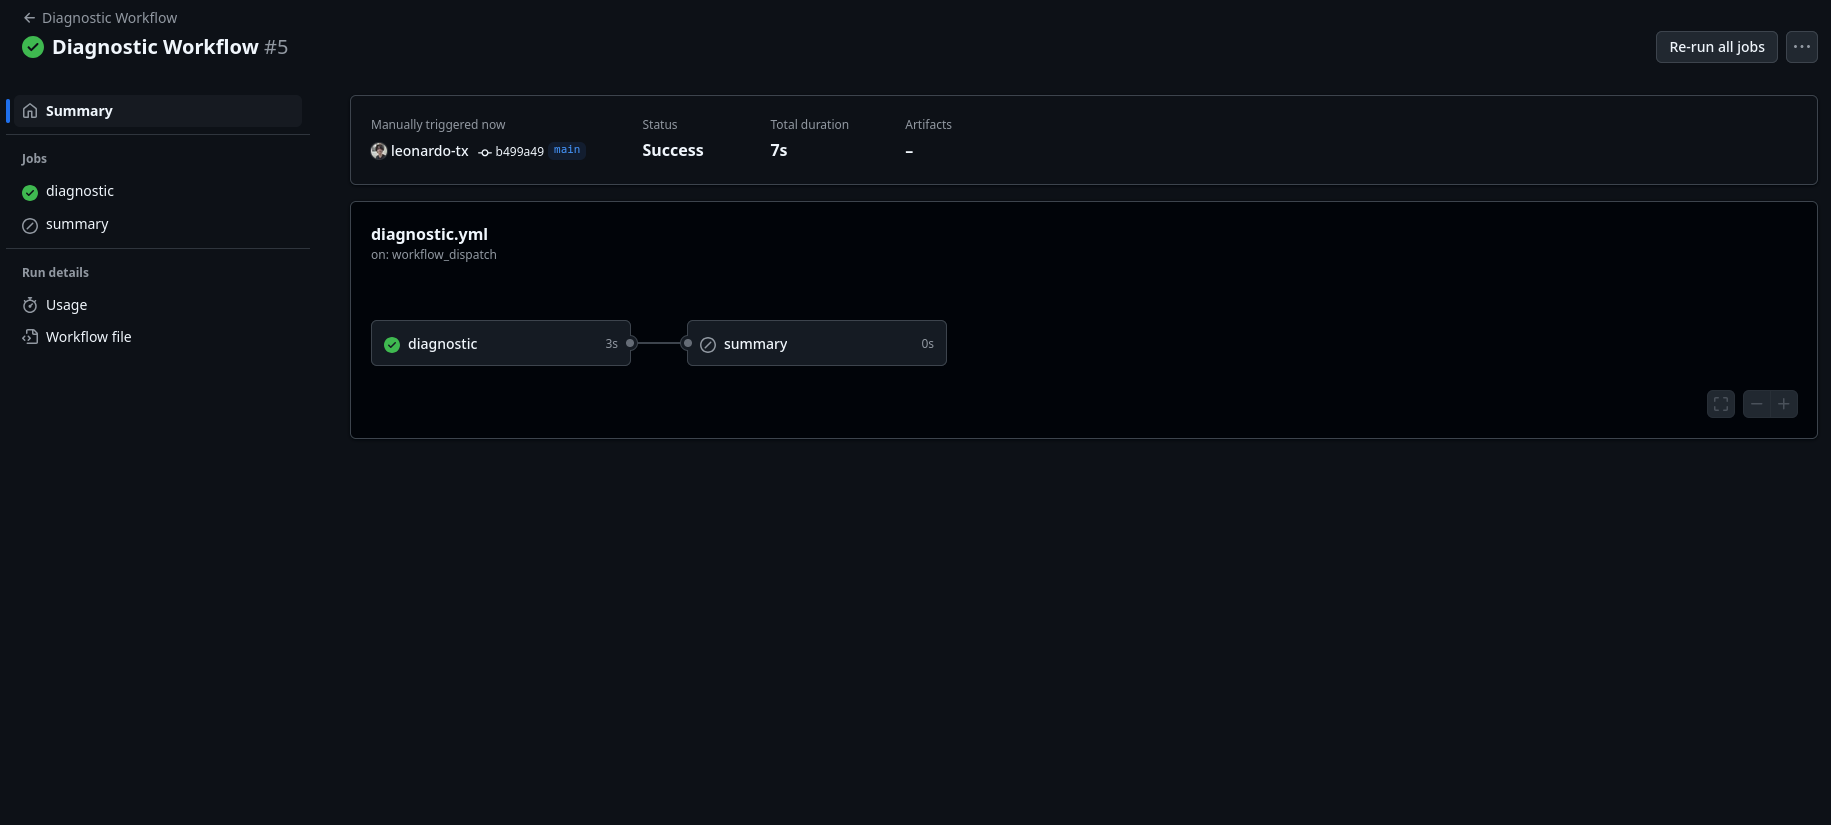 Diagnostic Workflow
Diagnostic Workflow #5
Re-run all jobs
Summary
Jobs
diagnostic
summary
Run details
Usage
Workflow file
Manually triggered now
leonardo-tx b499a49 main
Status
Success
Total duration
7s
Artifacts
–
diagnostic.yml
on: workflow_dispatch
diagnostic 3s
summary 0s